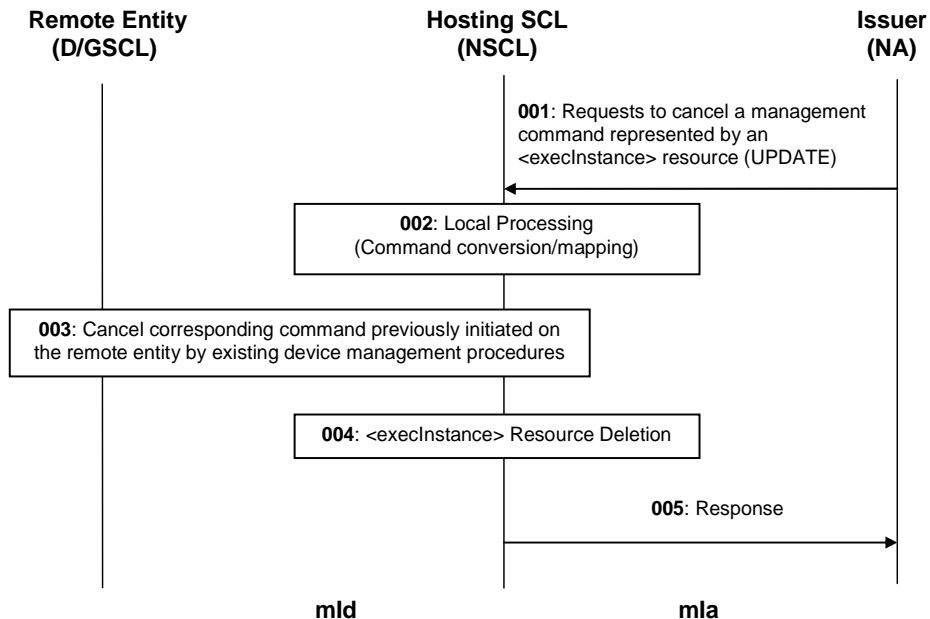 Remote Entity
(D/GSCL)
Hosting SCL
(NSCL)
Issuer
(NA)
001: Requests to cancel a management
command represented by an
<execInstance> resource (UPDATE)
002: Local Processing
(Command conversion/mapping)
003: Cancel corresponding command previously initiated on
the remote entity by existing device management procedures
004: <execInstance> Resource Deletion
005: Response
mId
mIa